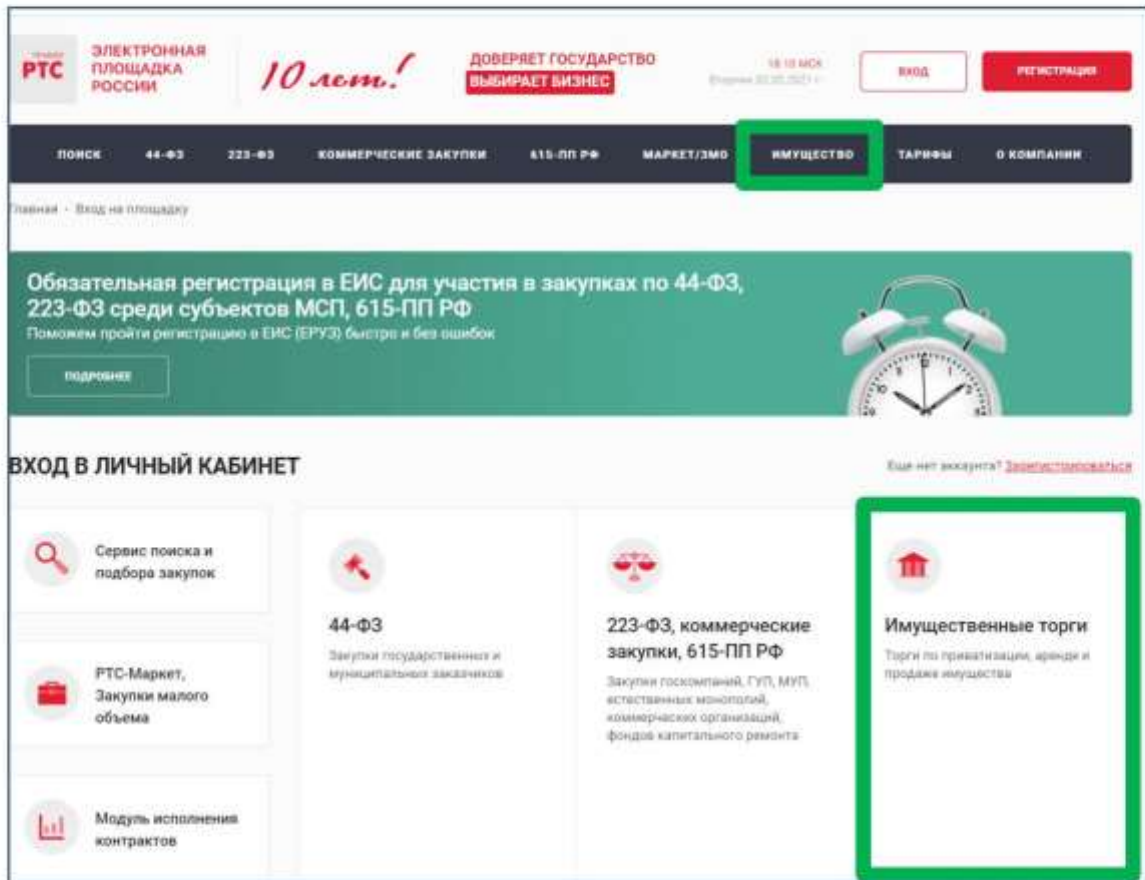 РТС
ЭЛЕКТРОННАЯ
ПЛОЩАДКА
РОССИИ
10 лет!
ДОВЕРЯЕТ ГОСУДАРСТВО
ВЫБИРАЕТ БИЗНЕС
ВХОД
РЕГИСТРАЦИЯ
ПОИСК 44-ФЗ 223-ФЗ КОММЕРЧЕСКИЕ ЗАКУПКИ 615-ПП РФ МАРКЕТ/ЗМО ИМУЩЕСТВО ТАРИФЫ О КОМПАНИИ
Главная - Вход на площадку
Обязательная регистрация в ЕИС для участия в закупках по 44-ФЗ,
223-ФЗ среди субъектов МСП, 615-ПП РФ
Поможем пройти регистрацию в ЕИС (ЕРУЗ) быстро и без ошибок
ПОДРОБНЕЕ
ВХОД В ЛИЧНЫЙ КАБИНЕТ
Еще нет аккаунта? Зарегистрироваться
Сервис поиска и
подбора закупок
РТС-Маркет,
Закупки малого
объема
Модуль исполнения
контрактов
44-ФЗ
Закупки государственных и
муниципальных заказчиков
223-ФЗ, коммерческие
закупки, 615-ПП РФ
Закупки госкомпаний, ГУП, МУП,
естественных монополий,
коммерческих организаций,
фондов капитального ремонта
Имущественные торги
Торги по приватизации, аренде и
продаже имущества